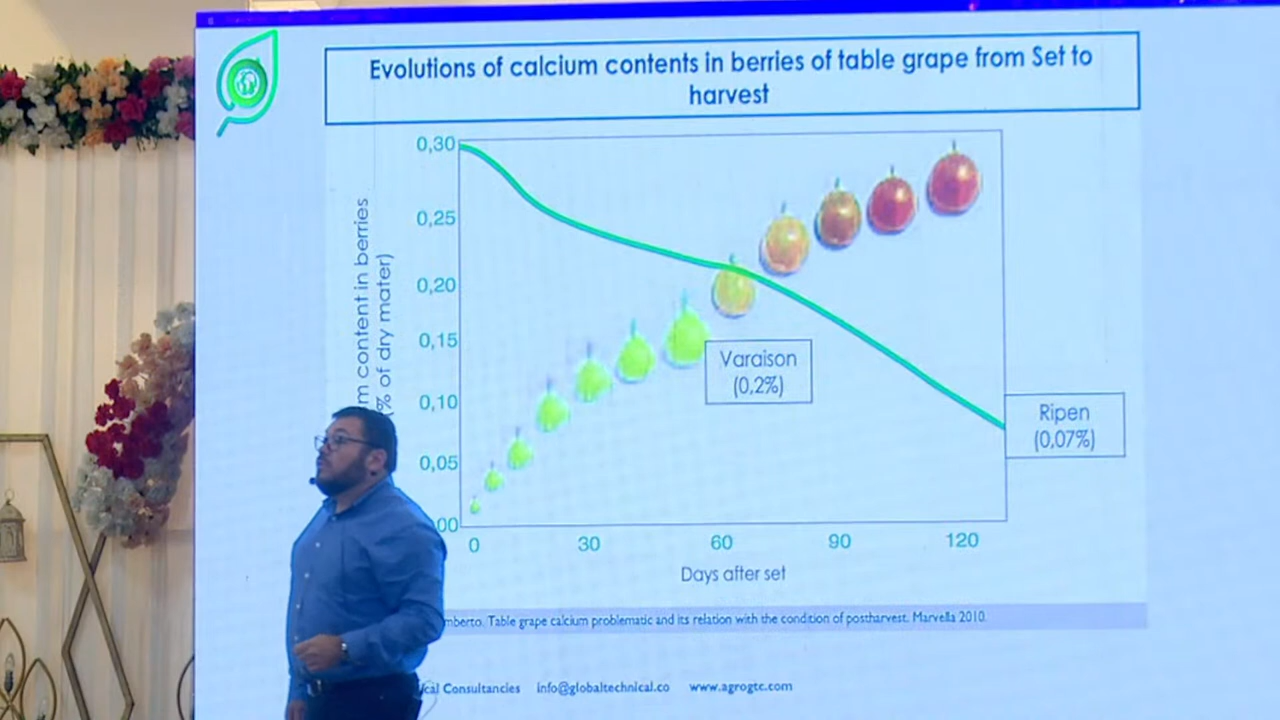 Evolutions of calcium contents in berries of table grape from Set to
harvest
content in berries
(% of dry mater)
0,30
0,25
0,20
0,15
0,10
0,05
00
Varaison
(0,2%)
Ripen
(0,07%)
0 30 60 90 120
Days after set
Table grape calcium problematic and its relation with the condition of postharvest. Marvella 2010.
Consultancies info@globaltechnical.co www.agrogtc.com